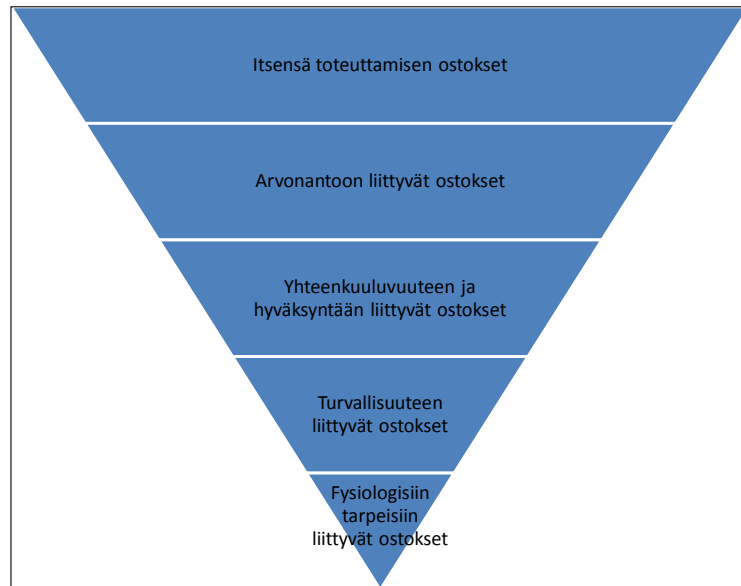 Itsensä toteuttamisen ostokset
Arvonantoon liittyvät ostokset
Yhteenkuuluvuuteen ja
hyväksyntään liittyvät ostokset
Turvallisuuteen
liittyvät ostokset
Fysiologisiin
tarpeisiin
liittyvät ostokset